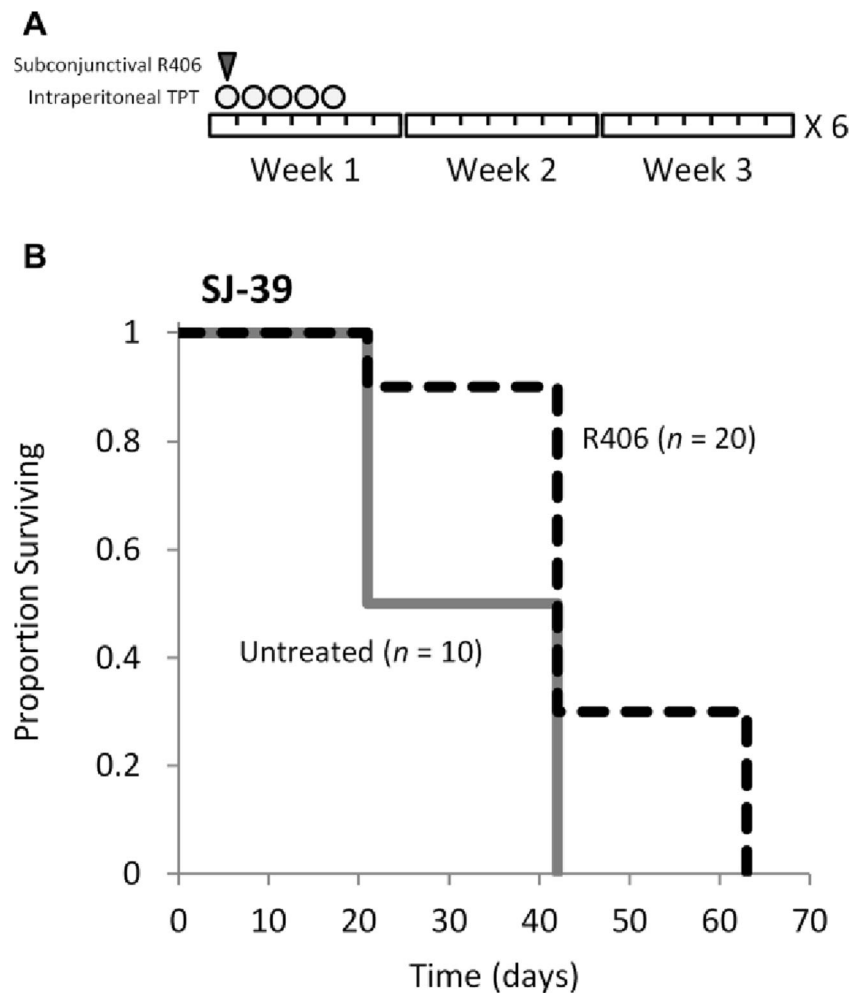 A
Subconjunctival R406
Intraperitoneal TPT
X 6
Week 1 Week 2 Week 3
B
SJ-39
1
0.8
0.6
0.4
0.2
0
Proportion Surviving
R406 (n = 20)
Untreated (n = 10)
0 10 20 30 40 50 60 70
Time (days)